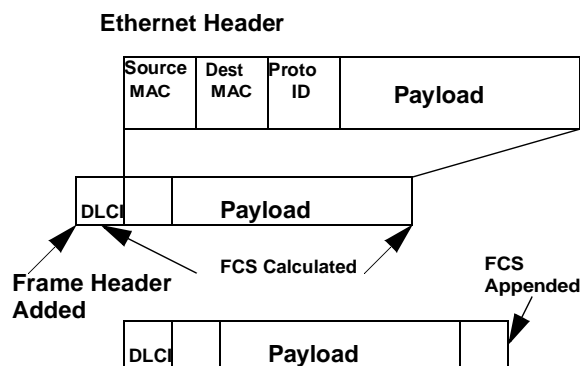 Ethernet Header
Source Dest Proto
MAC MAC ID Payload
DLCI Payload
FCS Calculated
Frame Header
Added
FCS
Appended
DLCI Payload